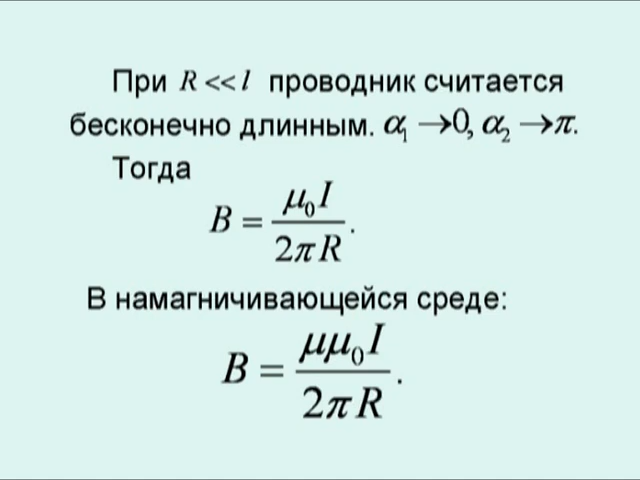 При R << l проводник считается
бесконечно длинным. α₁ →0, α₂ →π.
Тогда
B = μ₀I / 2πR.
В намагничивающейся среде:
B = μμ₀I / 2πR.